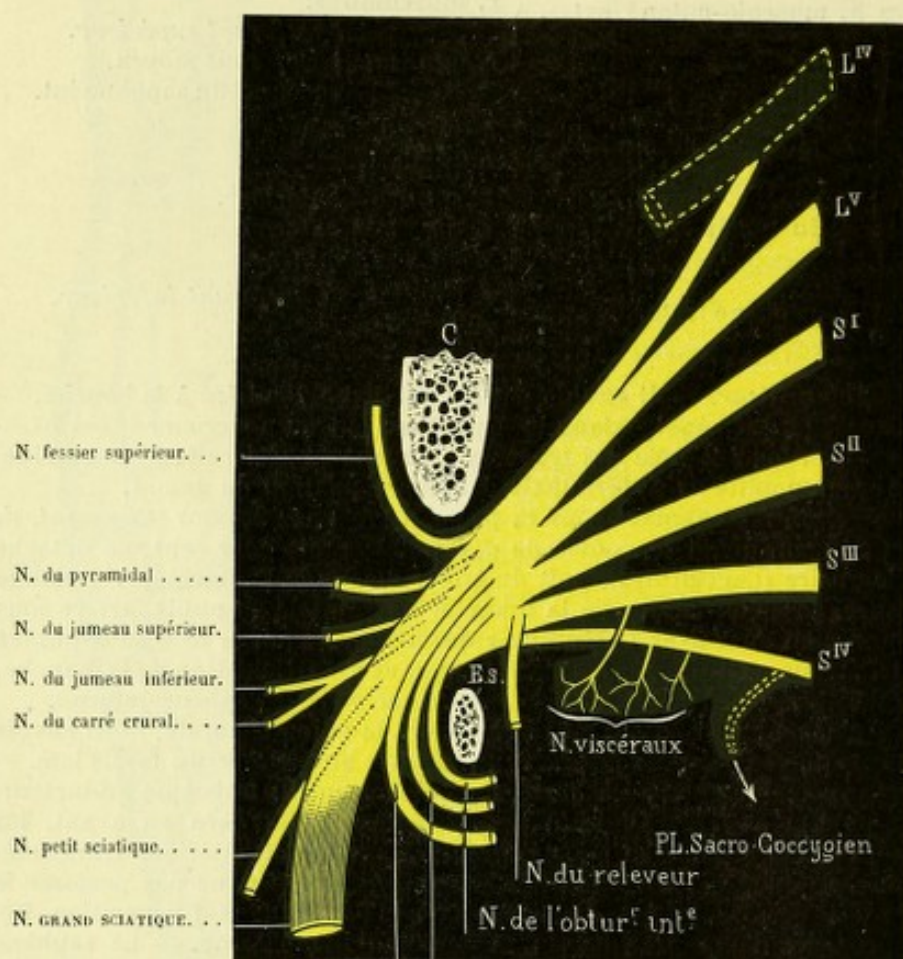 L IV
L V
S I
C
S II
N. fessier supérieur. . .
S III
N. du pyramidal . . . . .
N. du jumeau supérieur.
S IV
N. du jumeau inférieur.
E.s.
N. du carré crural. . . .
N. viscéraux
N. petit sciatique. . . . .
PL. Sacro-Coccygien
N. du releveur
N. GRAND SCIATIQUE. . .
N. de l'obtur.r int.e